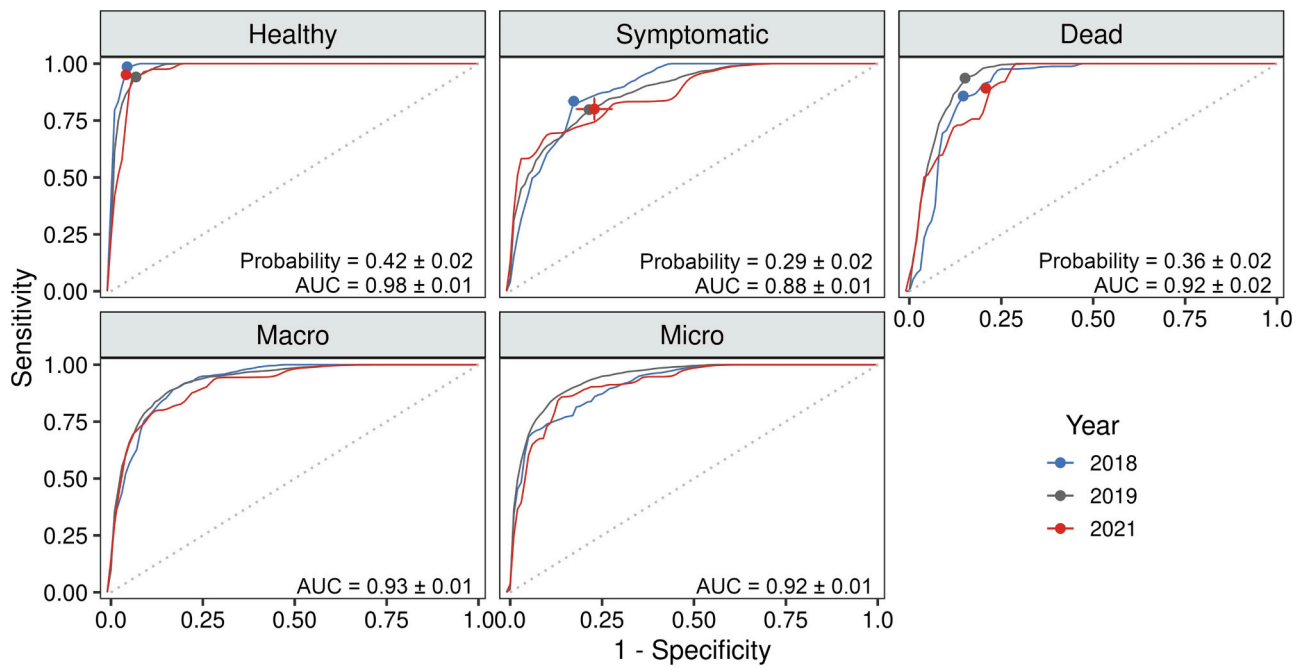 Healthy
Symptomatic
Dead
1.00
0.75
0.50
0.25
0.00
Probability = 0.42 ± 0.02
AUC = 0.98 ± 0.01
Probability = 0.29 ± 0.02
AUC = 0.88 ± 0.01
Probability = 0.36 ± 0.02
AUC = 0.92 ± 0.02
0.0 0.25 0.50 0.75 1.0
Macro
Micro
1.00
0.75
0.50
0.25
0.00
AUC = 0.93 ± 0.01
AUC = 0.92 ± 0.01
0.00 0.25 0.50 0.75 1.0
0.0 0.25 0.50 0.75 1.0
Sensitivity
1 - Specificity
Year
2018
2019
2021